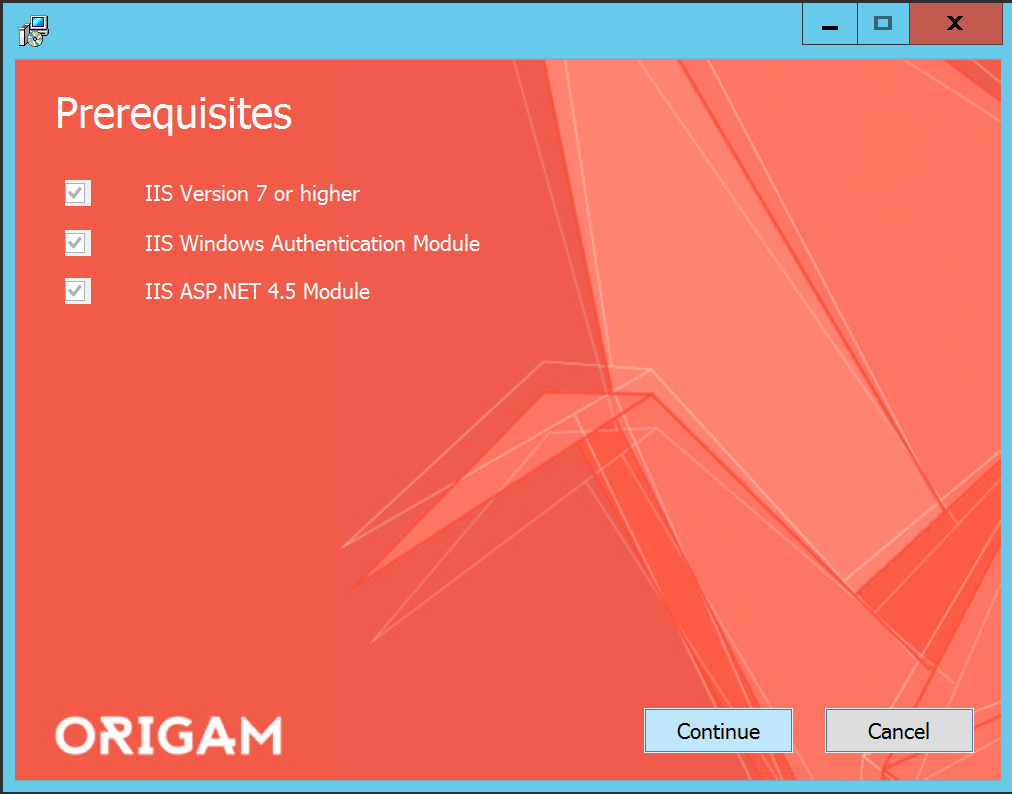 Prerequisites
IIS Version 7 or higher
IIS Windows Authentication Module
IIS ASP.NET 4.5 Module
ORIGAM
Continue
Cancel